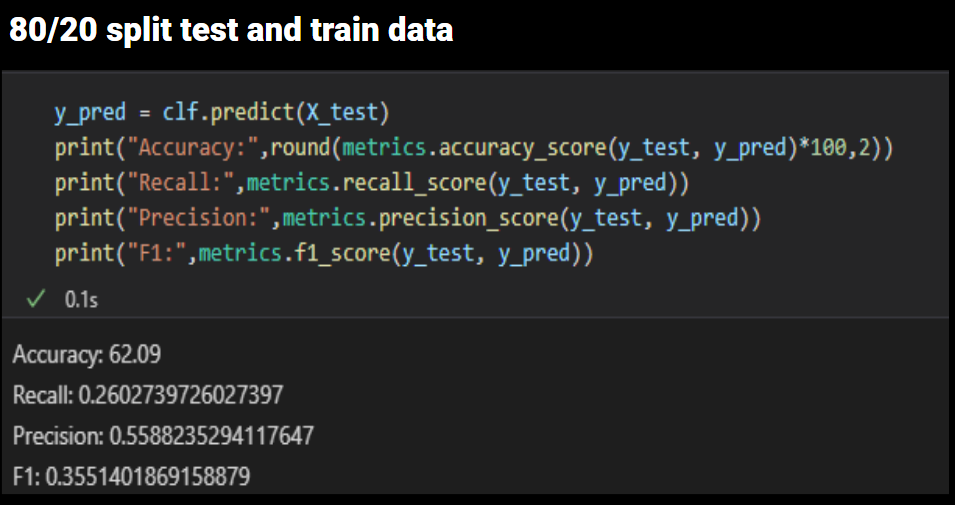 80/20 split test and train data
y_pred = clf.predict(X_test)
print("Accuracy:",round(metrics.accuracy_score(y_test, y_pred)*100,2))
print("Recall:",metrics.recall_score(y_test, y_pred))
print("Precision:",metrics.precision_score(y_test, y_pred))
print("F1:",metrics.f1_score(y_test, y_pred))
✓ 0.1s
Accuracy: 62.09
Recall: 0.2602739726027397
Precision: 0.5588235294117647
F1: 0.3551401869158879